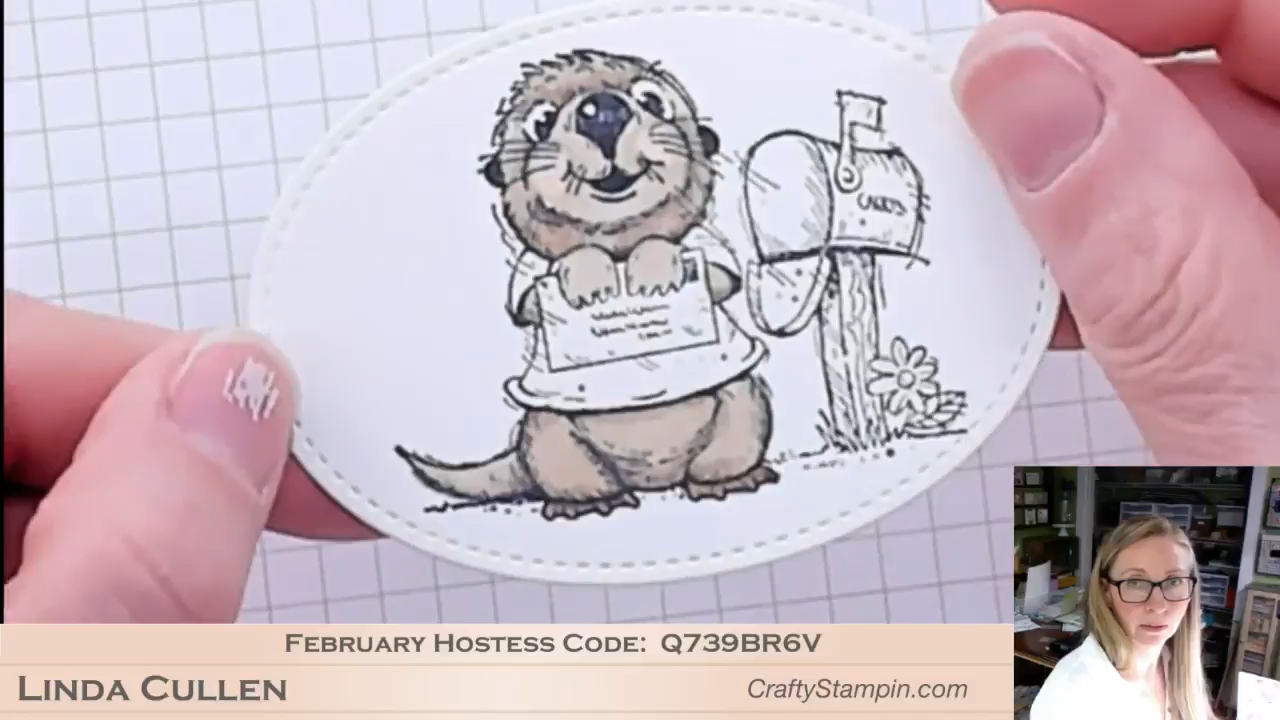 CARDS
February Hostess Code: Q739BR6V
Linda Cullen
CraftyStampin.com